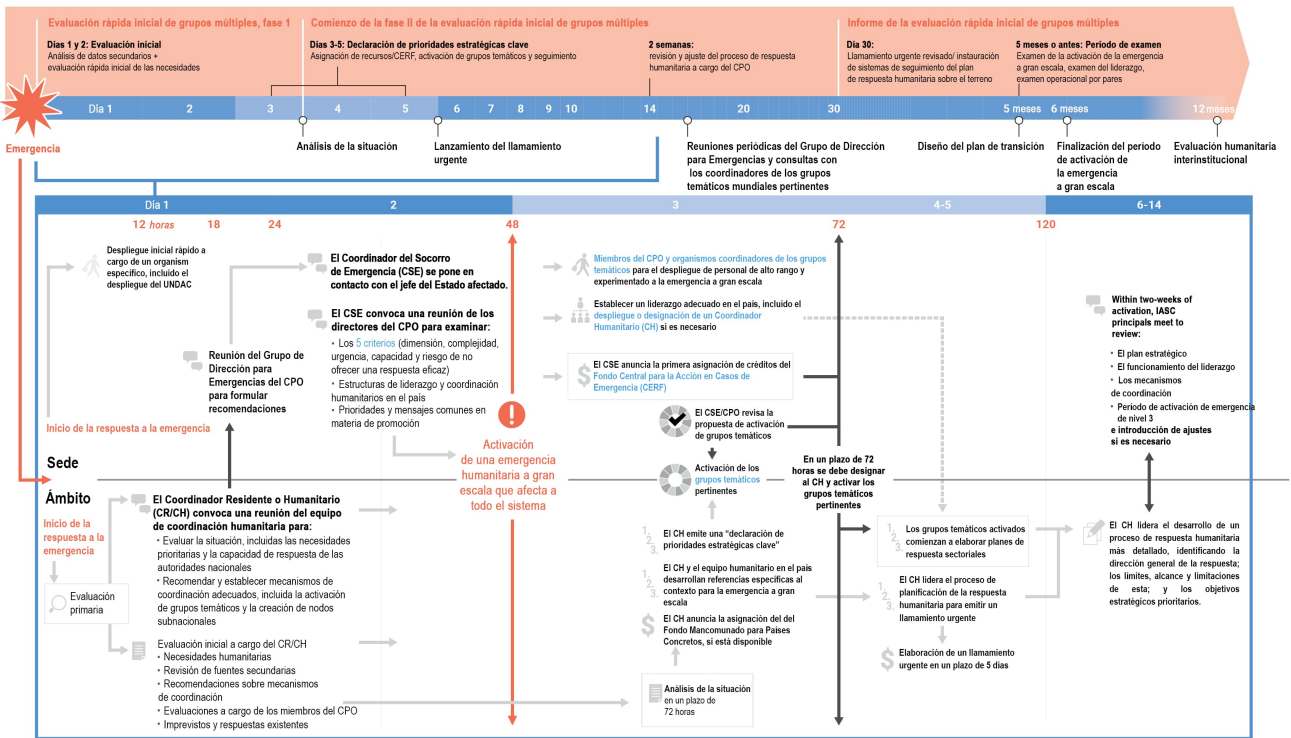 Evaluación rápida inicial de grupos múltiples, fase 1
Días 1 y 2: Evaluación inicial
Análisis de datos secundarios +
evaluación rápida inicial de las necesidades
Comienzo de la fase II de la evaluación rápida inicial de grupos múltiples
Días 3-5: Declaración de prioridades estratégicas clave
Asignación de recursos/CERF, activación de grupos temáticos y seguimiento
2 semanas:
revisión y ajuste del proceso de respuesta
humanitaria a cargo del CPO
Informe de la evaluación rápida inicial de grupos múltiples
Día 30:
Llamamiento urgente revisado/ instauración
de sistemas de seguimiento del plan
de respuesta humanitaria sobre el terreno
5 meses o antes: Período de examen
Examen de la activación de la emergencia
a gran escala, examen del liderazgo,
examen operacional por pares
Día 1 2 3 4 5 6 7 8 9 10 14 20 30 5 meses 6 meses 12 meses
Emergencia
Análisis de la situación
Lanzamiento del llamamiento
urgente
Reuniones periódicas del Grupo de Dirección
para Emergencias y consultas con
los coordinadores de los grupos
temáticos mundiales pertinentes
Diseño del plan de transición
Finalización del período
de activación de
la emergencia
a gran escala
Evaluación humanitaria
interinstitucional
Día 1 2 3 4-5 6-14
12 horas 18 24 48 72 120
Despliegue inicial rápido a
cargo de un organism
específico, incluido el
despliegue del UNDAC
Reunión del Grupo de
Dirección para
Emergencias del CPO
para formular
recomendaciones
Inicio de la respuesta a la emergencia
El Coordinador del Socorro
de Emergencia (CSE) se pone en
contacto con el jefe del Estado afectado.
El CSE convoca una reunión de los
directores del CPO para examinar:
• Los 5 criterios (dimensión, complejidad,
urgencia, capacidad y riesgo de no
ofrecer una respuesta eficaz)
• Estructuras de liderazgo y coordinación
humanitarios en el país
• Prioridades y mensajes comunes en
materia de promoción
Activación
de una emergencia
humanitaria a gran
escala que afecta a
todo el sistema
Miembros del CPO y organismos coordinadores de los grupos
temáticos para el despliegue de personal de alto rango y
experimentado a la emergencia a gran escala
Establecer un liderazgo adecuado en el país, incluido el
despliegue o designación de un Coordinador
Humanitario (CH) si es necesario
El CSE anuncia la primera asignación de créditos del
Fondo Central para la Acción en Casos de
Emergencia (CERF)
El CSE/CPO revisa la
propuesta de activación
de grupos temáticos
Activación de los
grupos temáticos
pertinentes
En un plazo de 72
horas se debe designar
al CH y activar los
grupos temáticos
pertinentes
Within two-weeks of
activation, IASC
principals meet to
review:
• El plan estratégico
• El funcionamiento del liderazgo
• Los mecanismos
de coordinación
• Periodo de activación de emergencia
de nivel 3
e introducción de ajustes
si es necesario
Sede
Ámbito
Inicio de la
respuesta a la
emergencia
Evaluación
primaria
El Coordinador Residente o Humanitario
(CR/CH) convoca una reunión del equipo
de coordinación humanitaria para:
• Evaluar la situación, incluidas las necesidades
prioritarias y la capacidad de respuesta de las
autoridades nacionales
• Recomendar y establecer mecanismos de
coordinación adecuados, incluida la activación
de grupos temáticos y la creación de nodos
subnacionales
Evaluación inicial a cargo del CR/CH
• Necesidades humanitarias
• Revisión de fuentes secundarias
• Recomendaciones sobre mecanismos
de coordinación
• Evaluaciones a cargo de los miembros del CPO
• Imprevistos y respuestas existentes
1.
2.
3.
El CH emite una “declaración de
prioridades estratégicas clave”
1.
2.
3.
El CH y el equipo humanitario en el país
desarrollan referencias específicas al
contexto para la emergencia a gran
escala
El CH anuncia la asignación del del
Fondo Mancomunado para Países
Concretos, si está disponible
Análisis de la situación
en un plazo de
72 horas
1.
2.
3.
Los grupos temáticos activados
comienzan a elaborar planes de
respuesta sectoriales
1.
2.
3.
El CH lidera el proceso de
planificación de la respuesta
humanitaria para emitir un
llamamiento urgente
Elaboración de un llamamiento
urgente en un plazo de 5 días
El CH lidera el desarrollo de un
proceso de respuesta humanitaria
más detallado, identificando la
dirección general de la respuesta;
los límites, alcance y limitaciones
de esta; y los objetivos
estratégicos prioritarios.